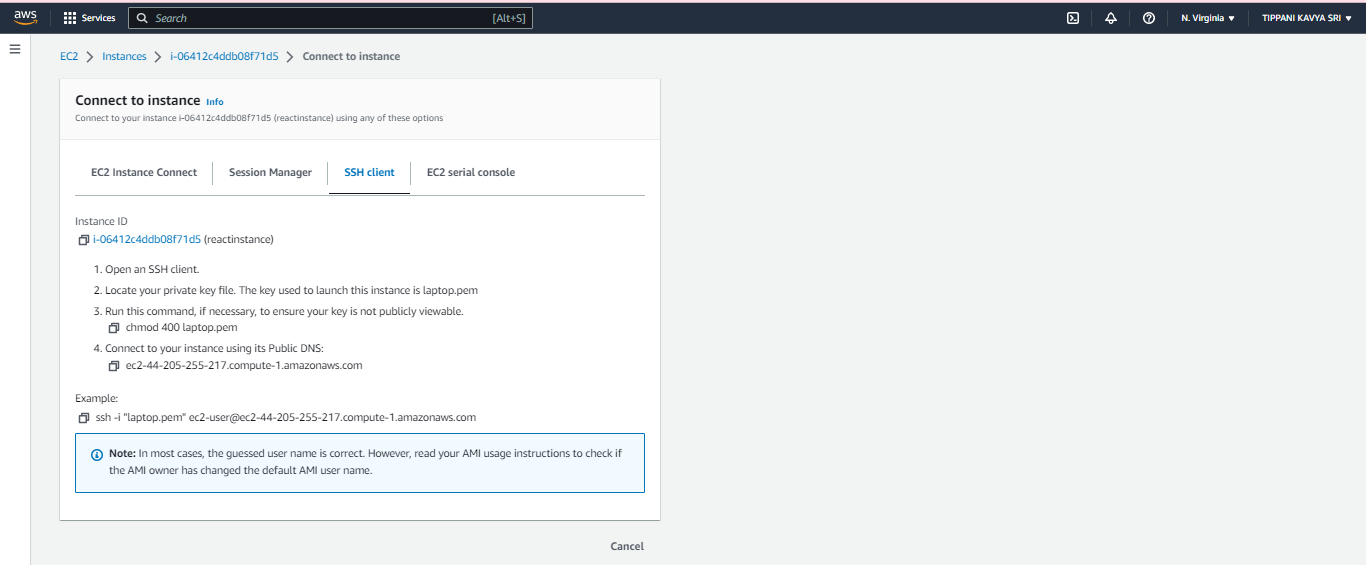 aws
Services
Search
[Alt+S]
N. Virginia
TIPPANI KAVYA SRI
EC2
Instances
i-06412c4ddb08f71d5
Connect to instance
Connect to instance Info
Connect to your instance i-06412c4ddb08f71d5 (reactinstance) using any of these options
EC2 Instance Connect
Session Manager
SSH client
EC2 serial console
Instance ID
i-06412c4ddb08f71d5 (reactinstance)
1. Open an SSH client.
2. Locate your private key file. The key used to launch this instance is laptop.pem
3. Run this command, if necessary, to ensure your key is not publicly viewable.
chmod 400 laptop.pem
4. Connect to your instance using its Public DNS:
ec2-44-205-255-217.compute-1.amazonaws.com
Example:
ssh -i "laptop.pem" ec2-user@ec2-44-205-255-217.compute-1.amazonaws.com
Note: In most cases, the guessed user name is correct. However, read your AMI usage instructions to check if
the AMI owner has changed the default AMI user name.
Cancel